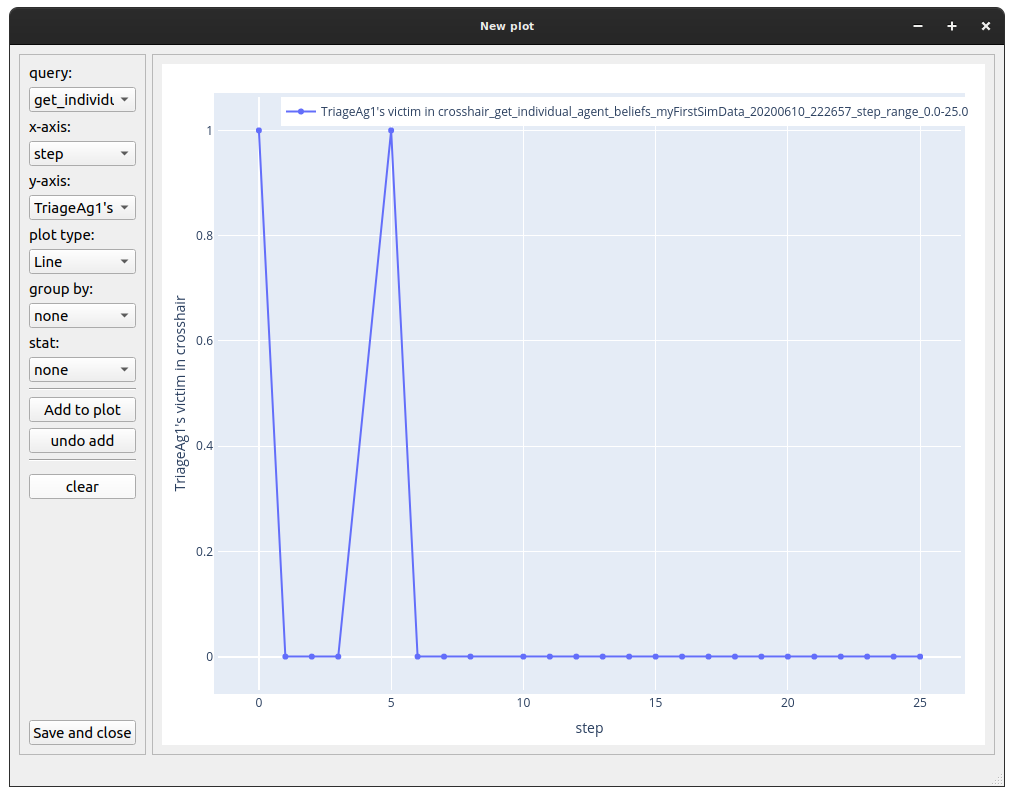 New plot
query:
get_individu
x-axis:
step
y-axis:
TriageAg1's
plot type:
Line
group by:
none
stat:
none
Add to plot
undo add
clear
Save and close
TriageAg1's victim in crosshair_get_individual_agent_beliefs_myFirstSimData_20200610_222657_step_range_0.0-25.0
1
0.8
0.6
0.4
0.2
0
TriageAg1's victim in crosshair
0 5 10 15 20 25
step